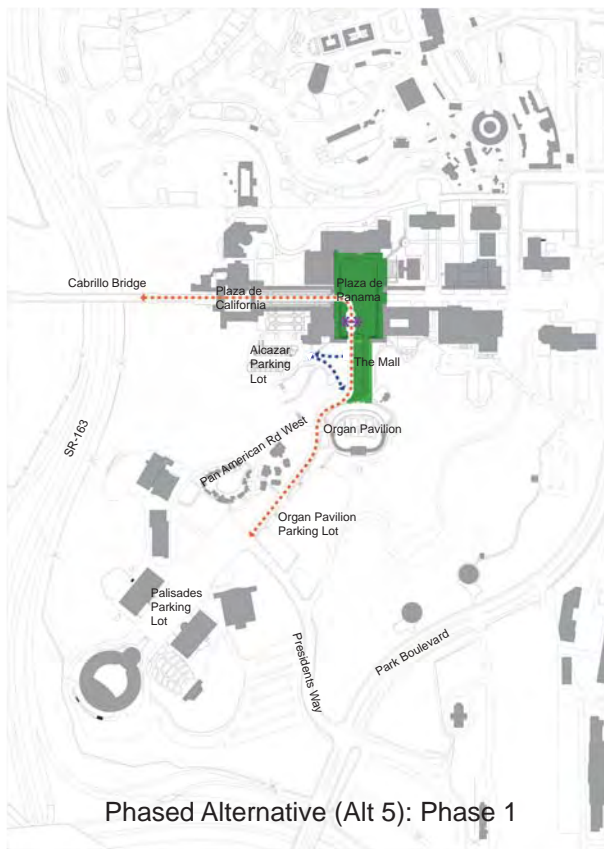 Cabrillo Bridge
Plaza de
California
Plaza de
Panama
Alcazar
Parking
Lot
The Mall
SR-163
Pan American Rd West
Organ Pavilion
Organ Pavilion
Parking Lot
Palisades
Parking
Lot
Presidents Way
Park Boulevard
Phased Alternative (Alt 5): Phase 1